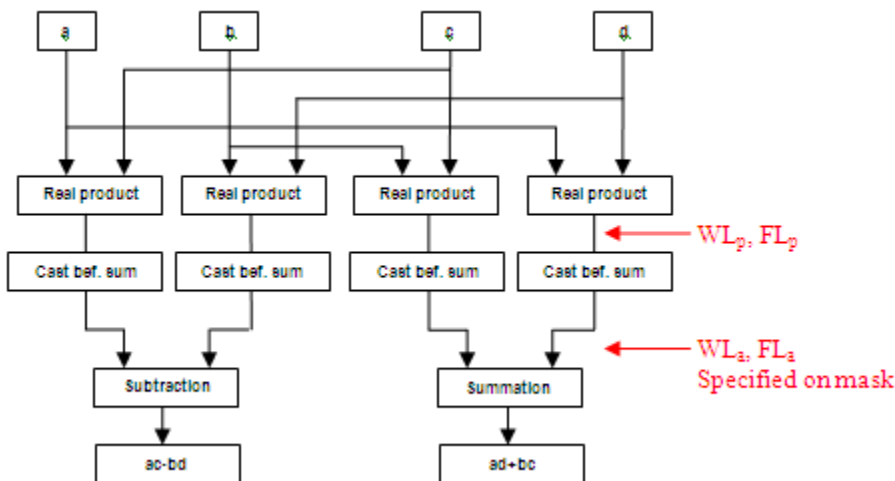 a b c d
Real product Real product Real product Real product
WLp, FLp
Cast bef. sum Cast bef. sum Cast bef. sum Cast bef. sum
WLa, FLa
Specified on mask
Subtraction Summation
ac-bd ad+bc